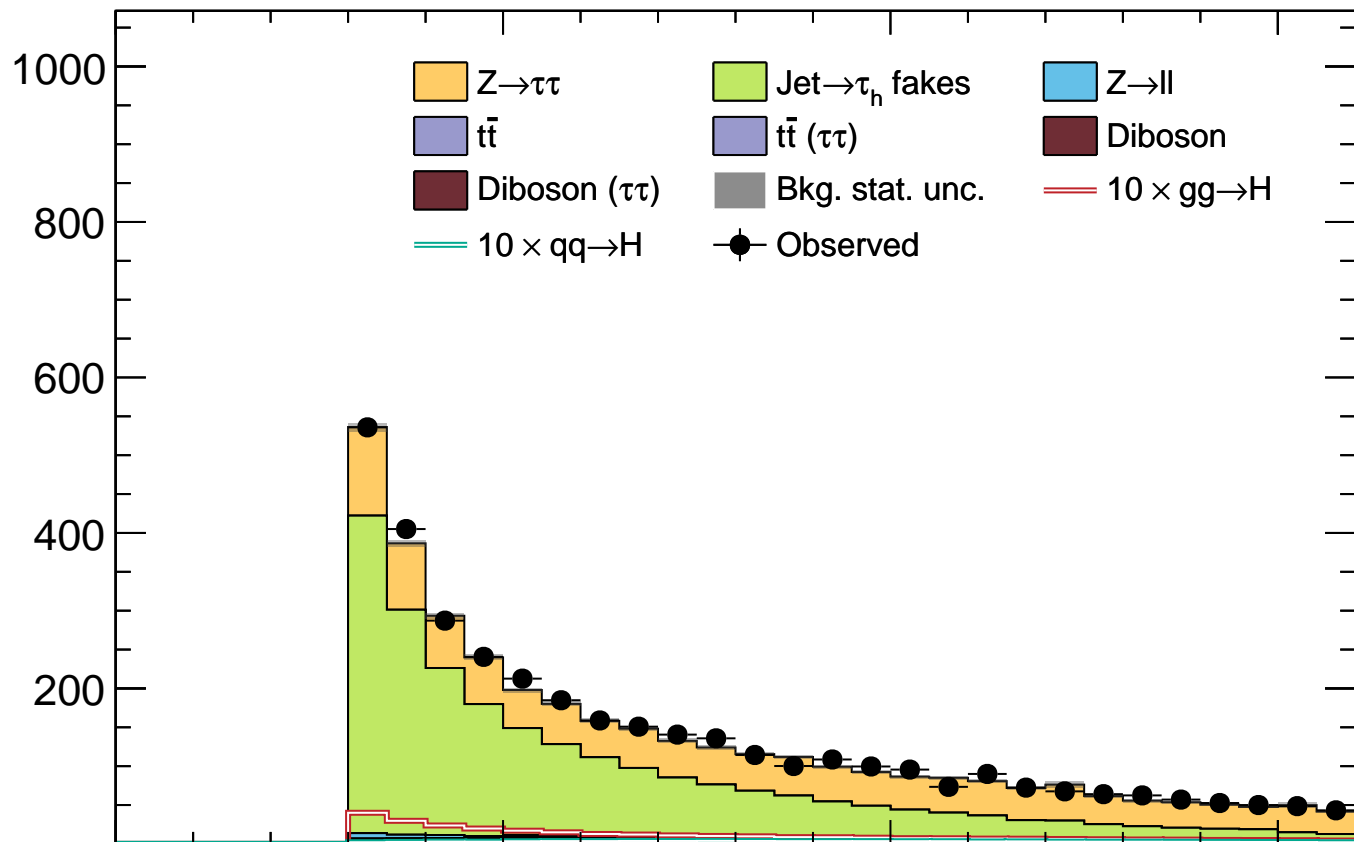 1000
800
600
400
200
Z→ττ Jet→τh fakes Z→ll
tt̄ tt̄ (ττ) Diboson
Diboson (ττ) Bkg. stat. unc. 10 × gg→H
10 × qq→H Observed